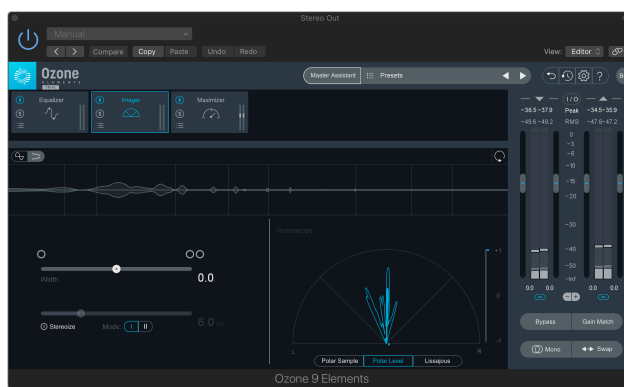 Stereo Out
Manual
Compare Copy Paste Undo Redo
View: Editor
Ozone
ELEMENTS
TRIAL
Master Assistant Presets
?
Equalizer Imager Maximizer
I/O
-36.5 -37.9 Peak -34.5 -35.9
-49.6 -49.2 RMS -47.6 -47.2
0
-3
-6
-10
-15
-20
-30
-40
-50
-Inf
0.0 0.0 0.0 0.0
Vectorscope
+1
0
-1
L R
Width 0.0
Stereoize Mode: I II 6.0 ms
Polar Sample Polar Level Lissajous
Bypass Gain Match
Mono Swap
Ozone 9 Elements